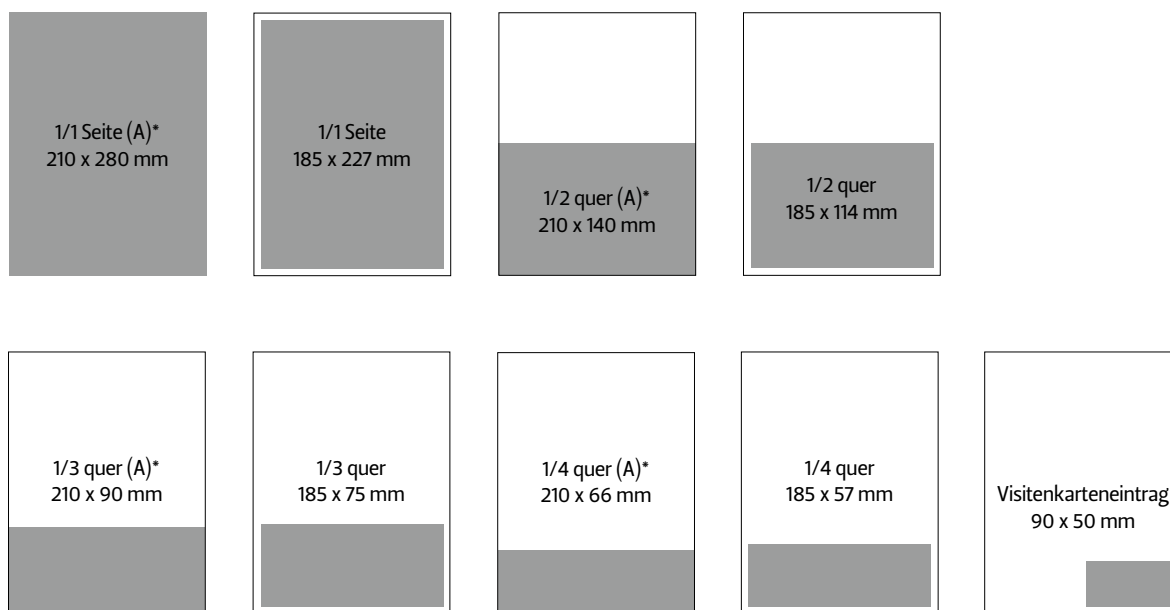 1/1 Seite (A)*
210 x 280 mm
1/1 Seite
185 x 227 mm
1/2 quer (A)*
210 x 140 mm
1/2 quer
185 x 114 mm
1/3 quer (A)*
210 x 90 mm
1/3 quer
185 x 75 mm
1/4 quer (A)*
210 x 66 mm
1/4 quer
185 x 57 mm
Visitenkarteneintrag
90 x 50 mm